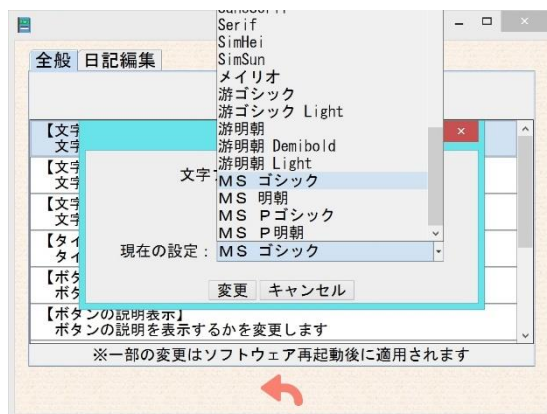 Serif
SimHei
SimSun
メイリオ
游ゴシック
游ゴシック Light
游明朝
游明朝 Demibold
游明朝 Light
ＭＳ ゴシック
ＭＳ 明朝
ＭＳ Ｐゴシック
ＭＳ Ｐ明朝
全般 日記編集
【文字
文字
【文字
文字
【文字
文字
【タイ
タイ
【ボタ
ボタ
文字
現在の設定： ＭＳ ゴシック
変更 キャンセル
【ボタンの説明表示】
ボタンの説明を表示するかを変更します
※一部の変更はソフトウェア再起動後に適用されます